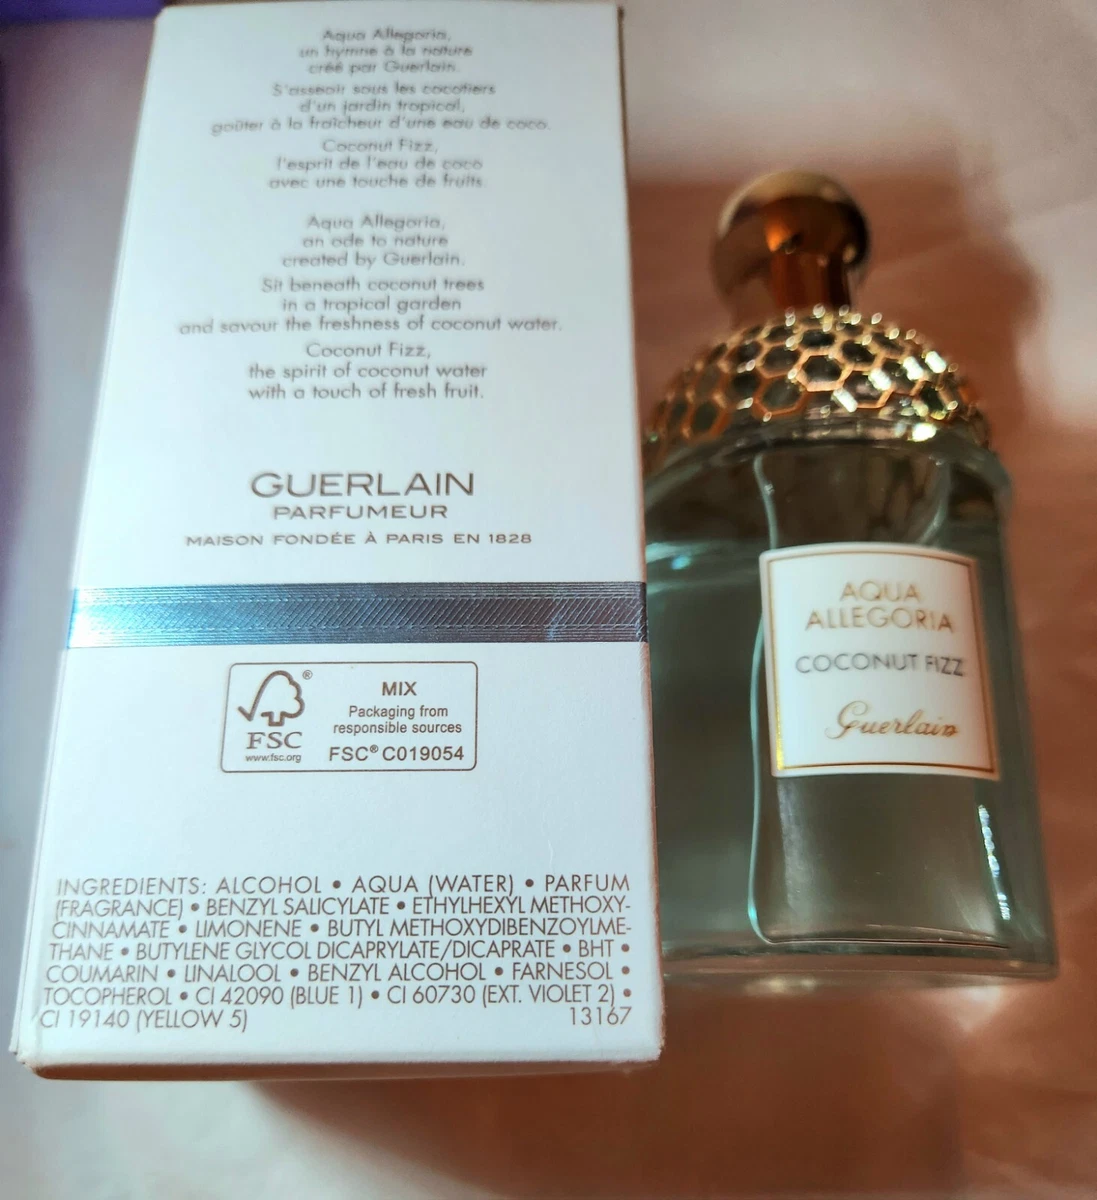 Aqua Allegoria,
un hymne à la nature
créé par Guerlain.
S'asseoir sous les cocotiers
d'un jardin tropical,
goûter à la fraîcheur d'une eau de coco.
Coconut Fizz,
l'esprit de l'eau de coco
avec une touche de fruits.
Aqua Allegoria,
an ode to nature
created by Guerlain.
Sit beneath coconut trees
in a tropical garden
and savour the freshness of coconut water.
Coconut Fizz,
the spirit of coconut water
with a touch of fresh fruit.
GUERLAIN
PARFUMEUR
MAISON FONDÉE À PARIS EN 1828
FSC®
www.fsc.org
MIX
Packaging from
responsible sources
FSC® C019054
INGREDIENTS: ALCOHOL • AQUA (WATER) • PARFUM
(FRAGRANCE) • BENZYL SALICYLATE • ETHYLHEXYL METHOXY-
CINNAMATE • LIMONENE • BUTYL METHOXYDIBENZOYLME-
THANE • BUTYLENE GLYCOL DICAPRYLATE/DICAPRATE • BHT •
COUMARIN • LINALOOL • BENZYL ALCOHOL • FARNESOL •
TOCOPHEROL • CI 42090 (BLUE 1) • CI 60730 (EXT. VIOLET 2) •
CI 19140 (YELLOW 5) 13167
AQUA
ALLEGORIA
COCONUT FIZZ
Guerlain